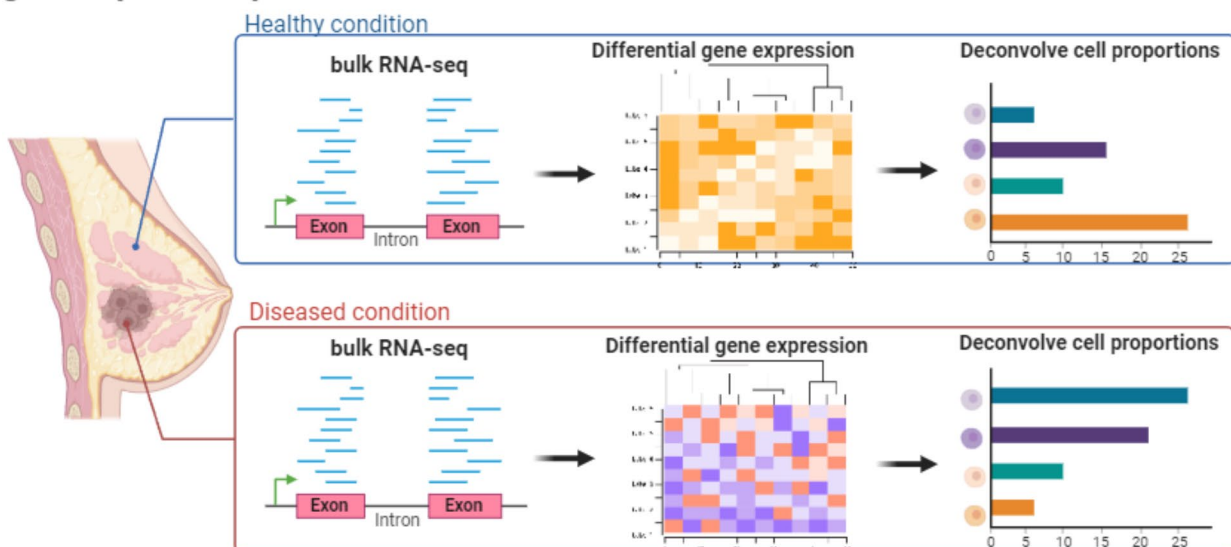 Healthy condition
bulk RNA-seq
Differential gene expression
Deconvolve cell proportions
Exon
Intron
Exon
0 5 10 15 20 25
Diseased condition
bulk RNA-seq
Differential gene expression
Deconvolve cell proportions
Exon
Intron
Exon
0 5 10 15 20 25